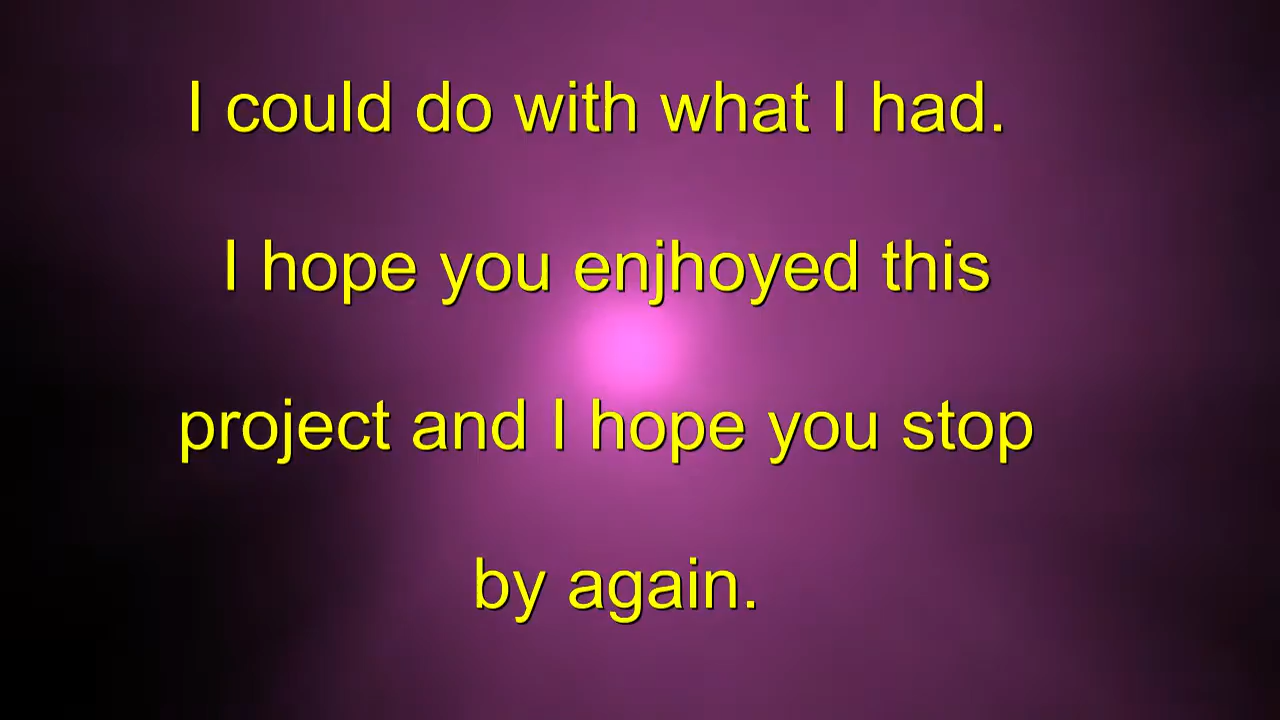 I could do with what I had.
I hope you enjhoyed this
project and I hope you stop
by again.